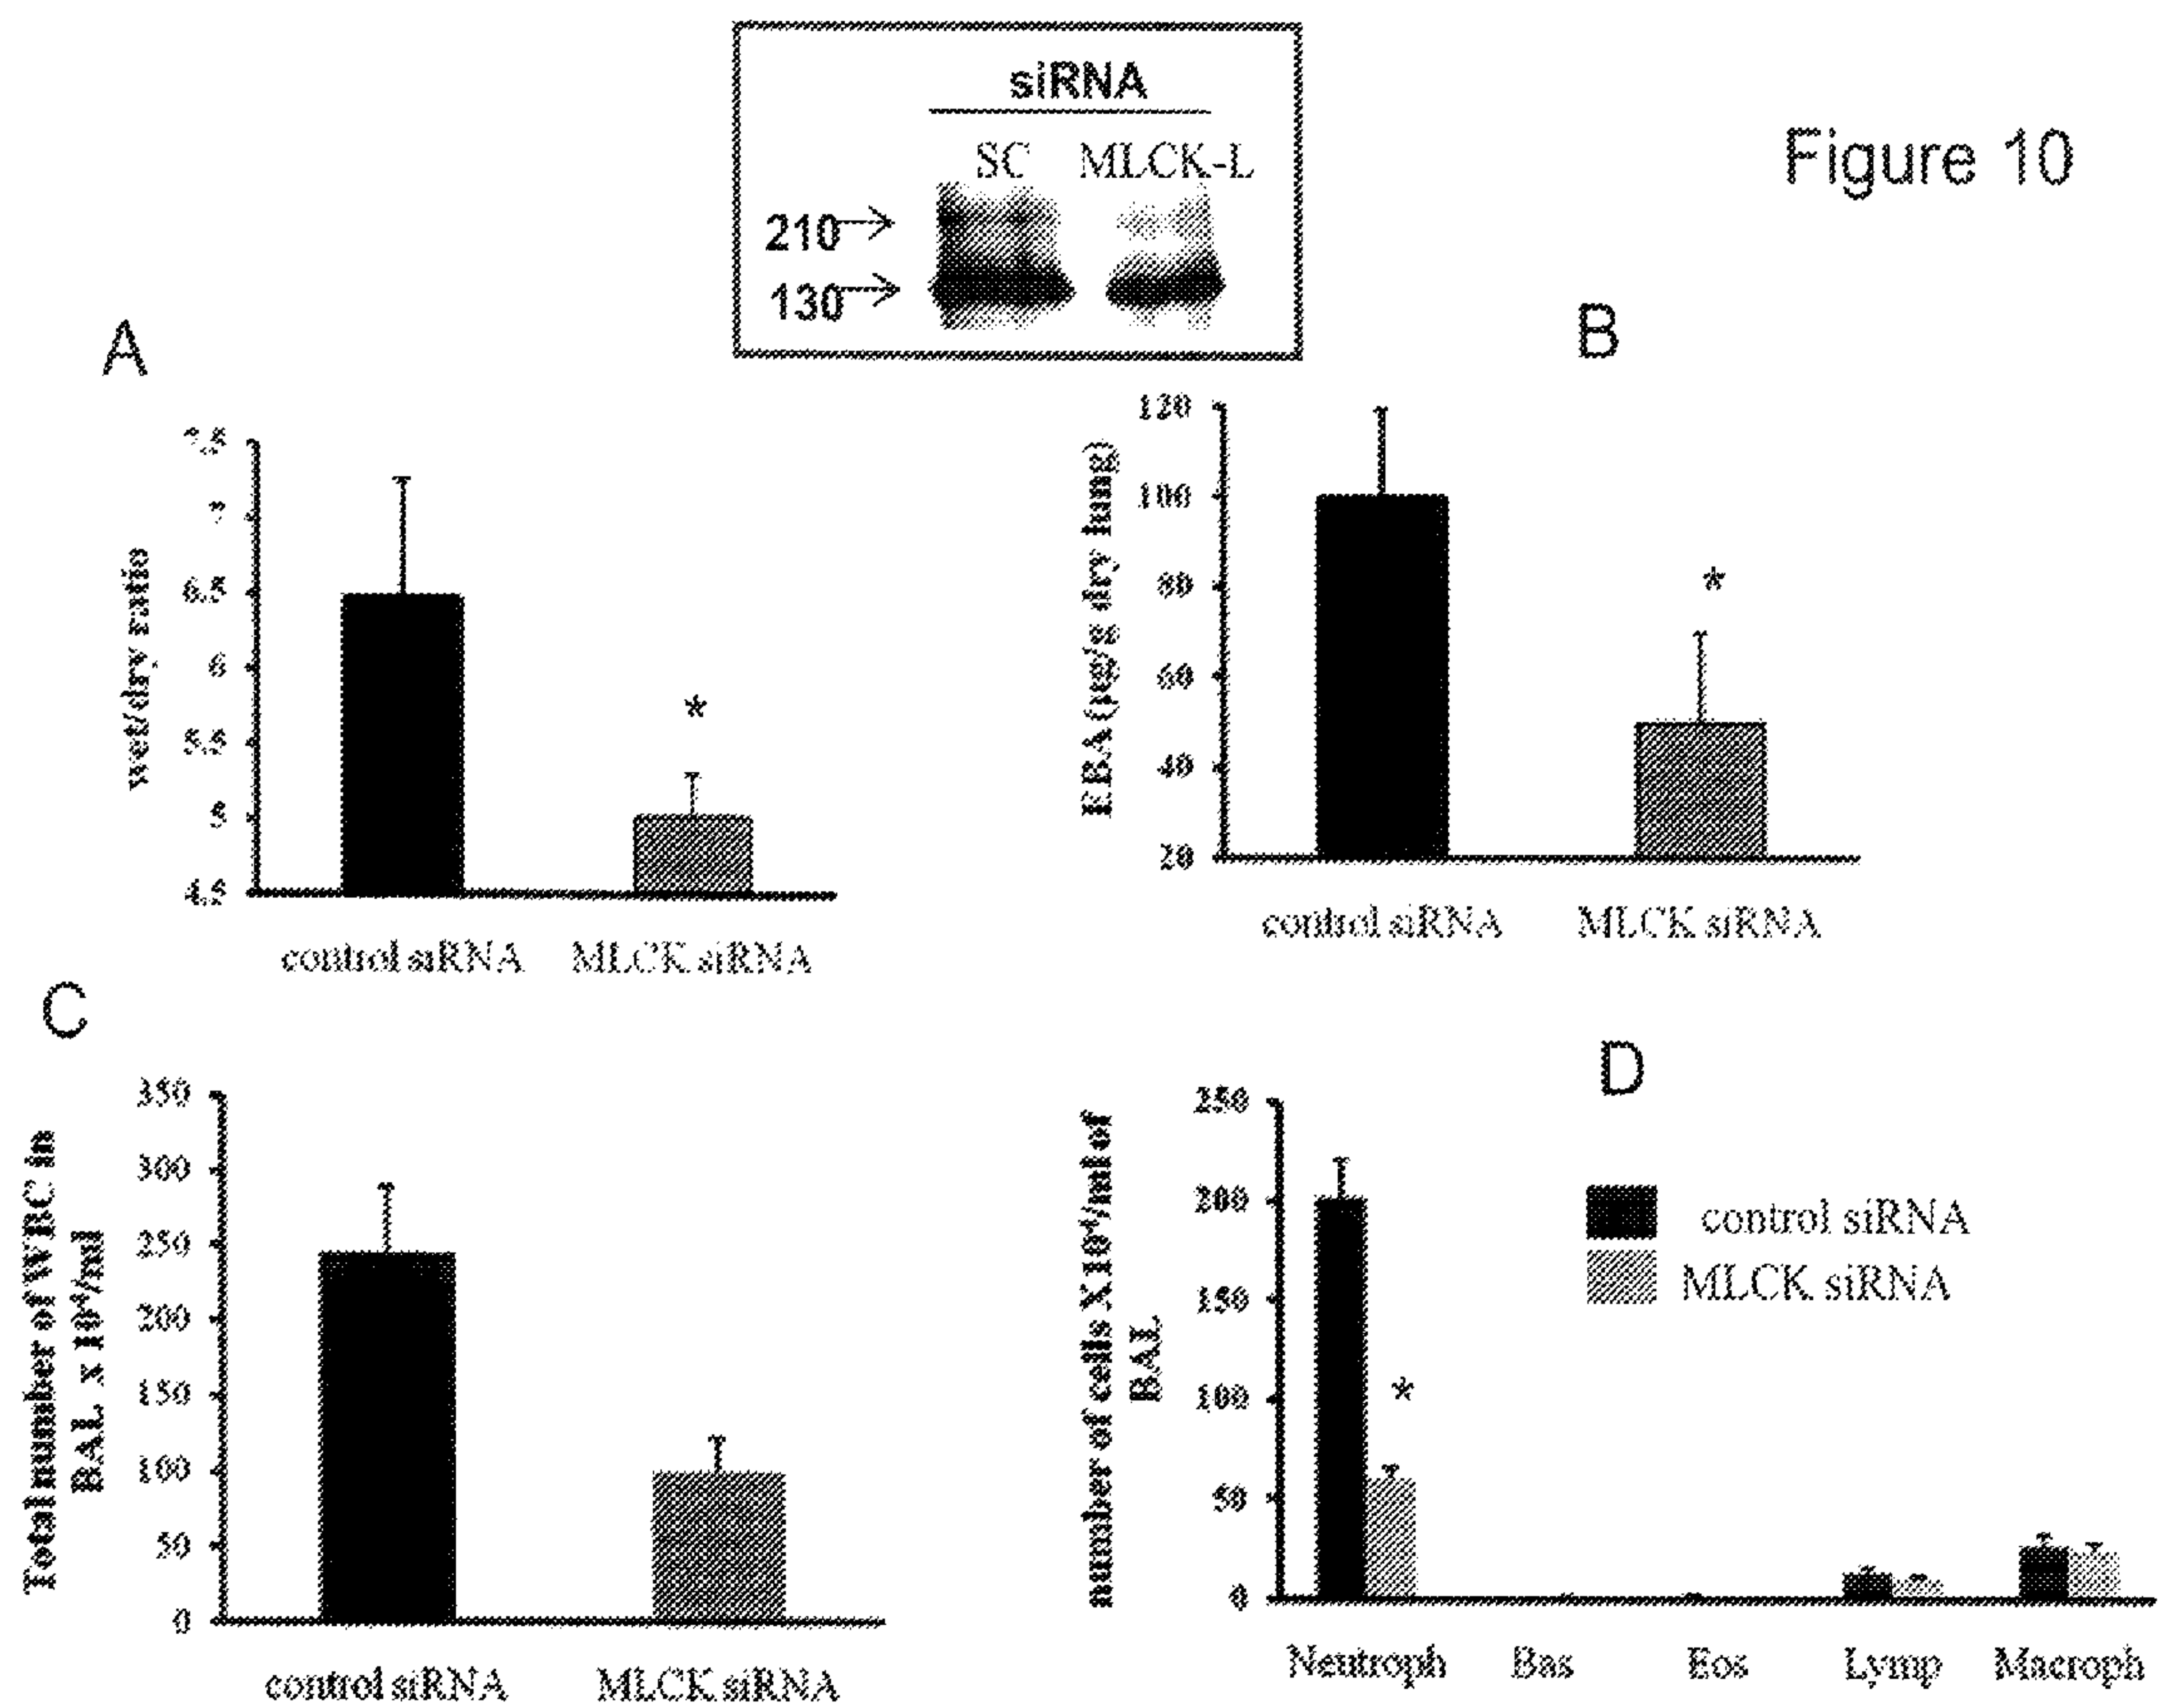 Figure 10
siRNA
SC MLCK-L
210
130
A
7.5
7
6.5
6
5.5
5
4.5
wet/dry ratio
*
control siRNA MLCK siRNA
B
120
100
80
60
40
20
EBA (µg/g dry lung)
*
control siRNA MLCK siRNA
C
350
300
250
200
150
100
50
0
Total number of WBC in
BAL x 10⁴/ml
control siRNA MLCK siRNA
D
250
200
150
100
50
0
number of cells X10⁴/ml of
BAL
*
control siRNA
MLCK siRNA
Neutroph Bas Eos Lymp Macroph